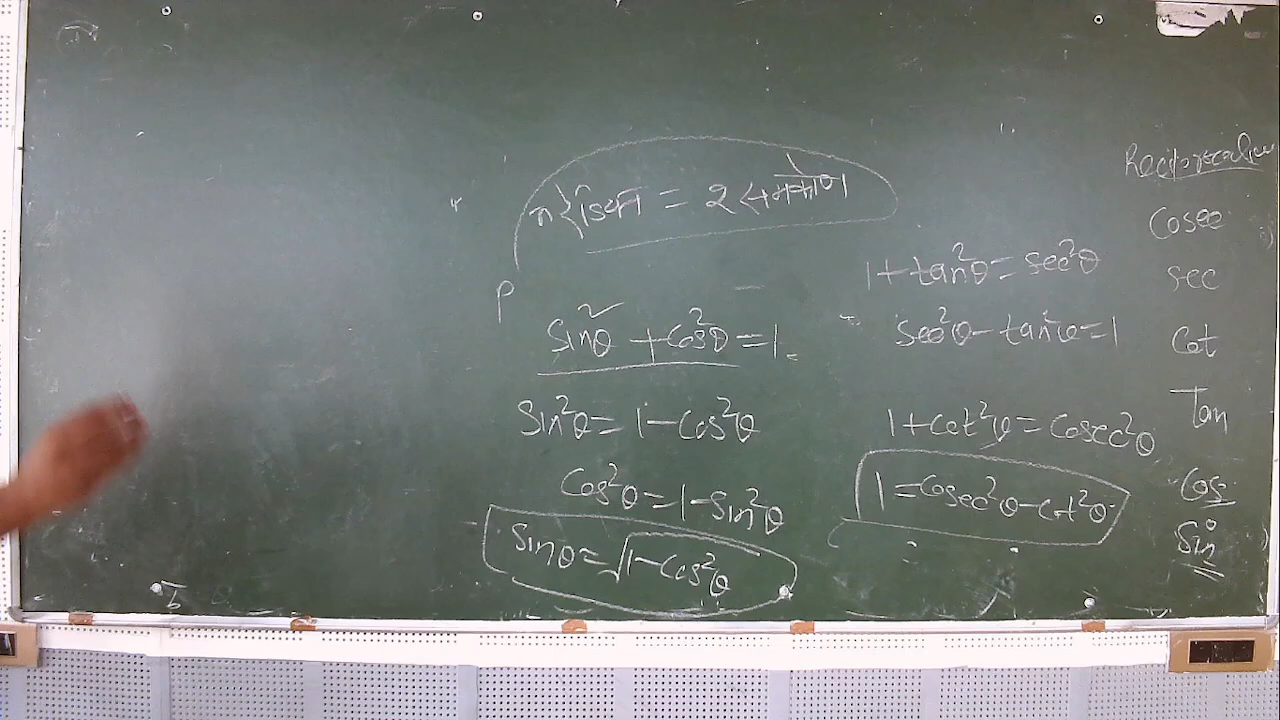 sin²θ + cos²θ = 1.
sin²θ = 1 - cos²θ
cos²θ = 1 - sin²θ
sinθ = √1 - cos²θ
1 + tan²θ = sec²θ
sec²θ - tan²θ = 1
1 + cot²θ = cosec²θ
1 = cosec²θ - cot²θ
Cosec
sec
Cot
Tan
Cos
Sin